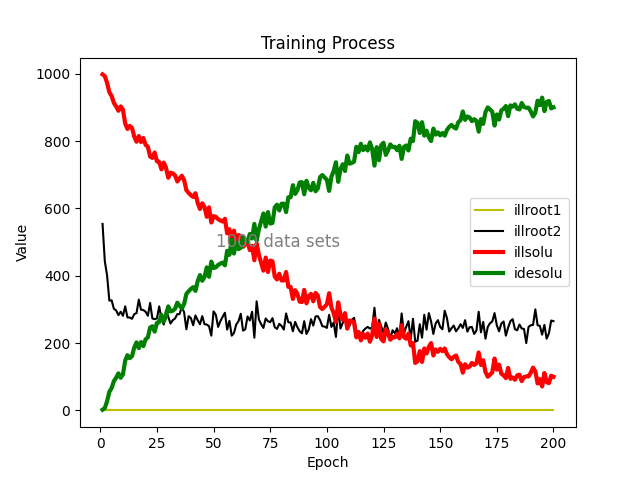 Training Process
Value
1000
800
600
400
200
0
1000 data sets
illroot1
illroot2
illsolu
idesolu
0 25 50 75 100 125 150 175 200
Epoch